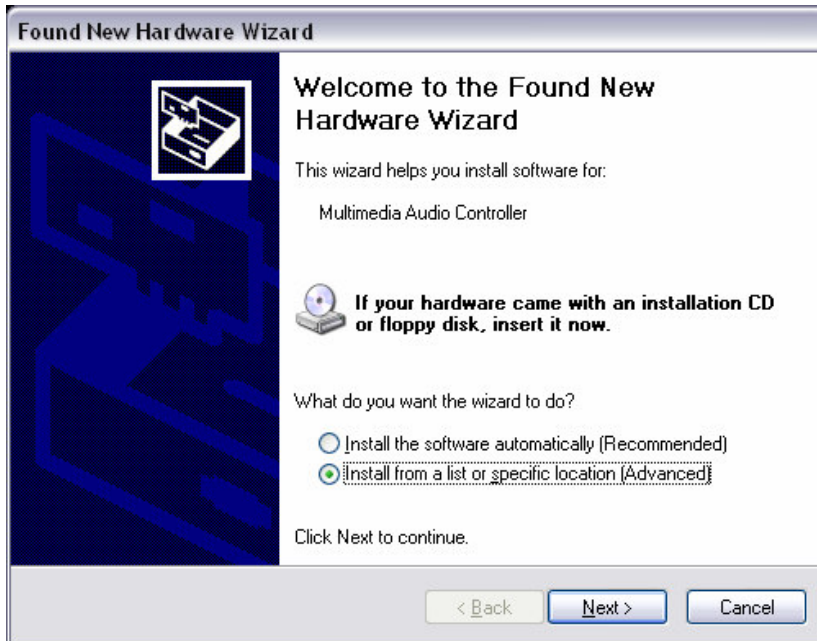 Found New Hardware Wizard
Welcome to the Found New
Hardware Wizard
This wizard helps you install software for:
Multimedia Audio Controller
If your hardware came with an installation CD
or floppy disk, insert it now.
What do you want the wizard to do?
Install the software automatically (Recommended)
Install from a list or specific location (Advanced)
Click Next to continue.
< Back Next > Cancel